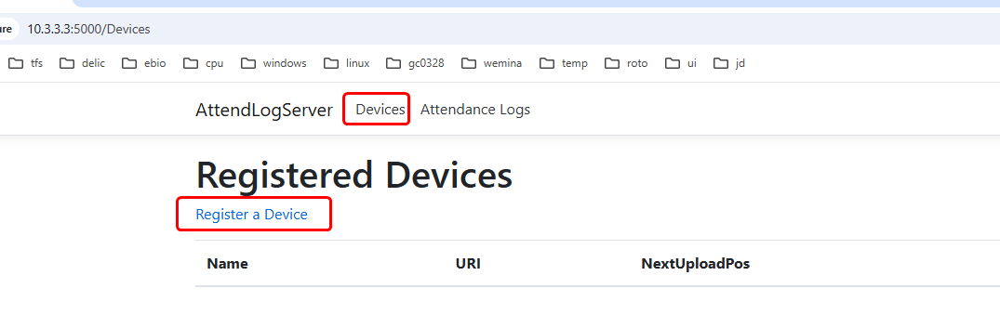 ure 10.3.3.3:5000/Devices
tfs delic ebio cpu windows linux gc0328 wemina temp roto ui jd
AttendLogServer Devices Attendance Logs
Registered Devices
Register a Device
Name URI NextUploadPos